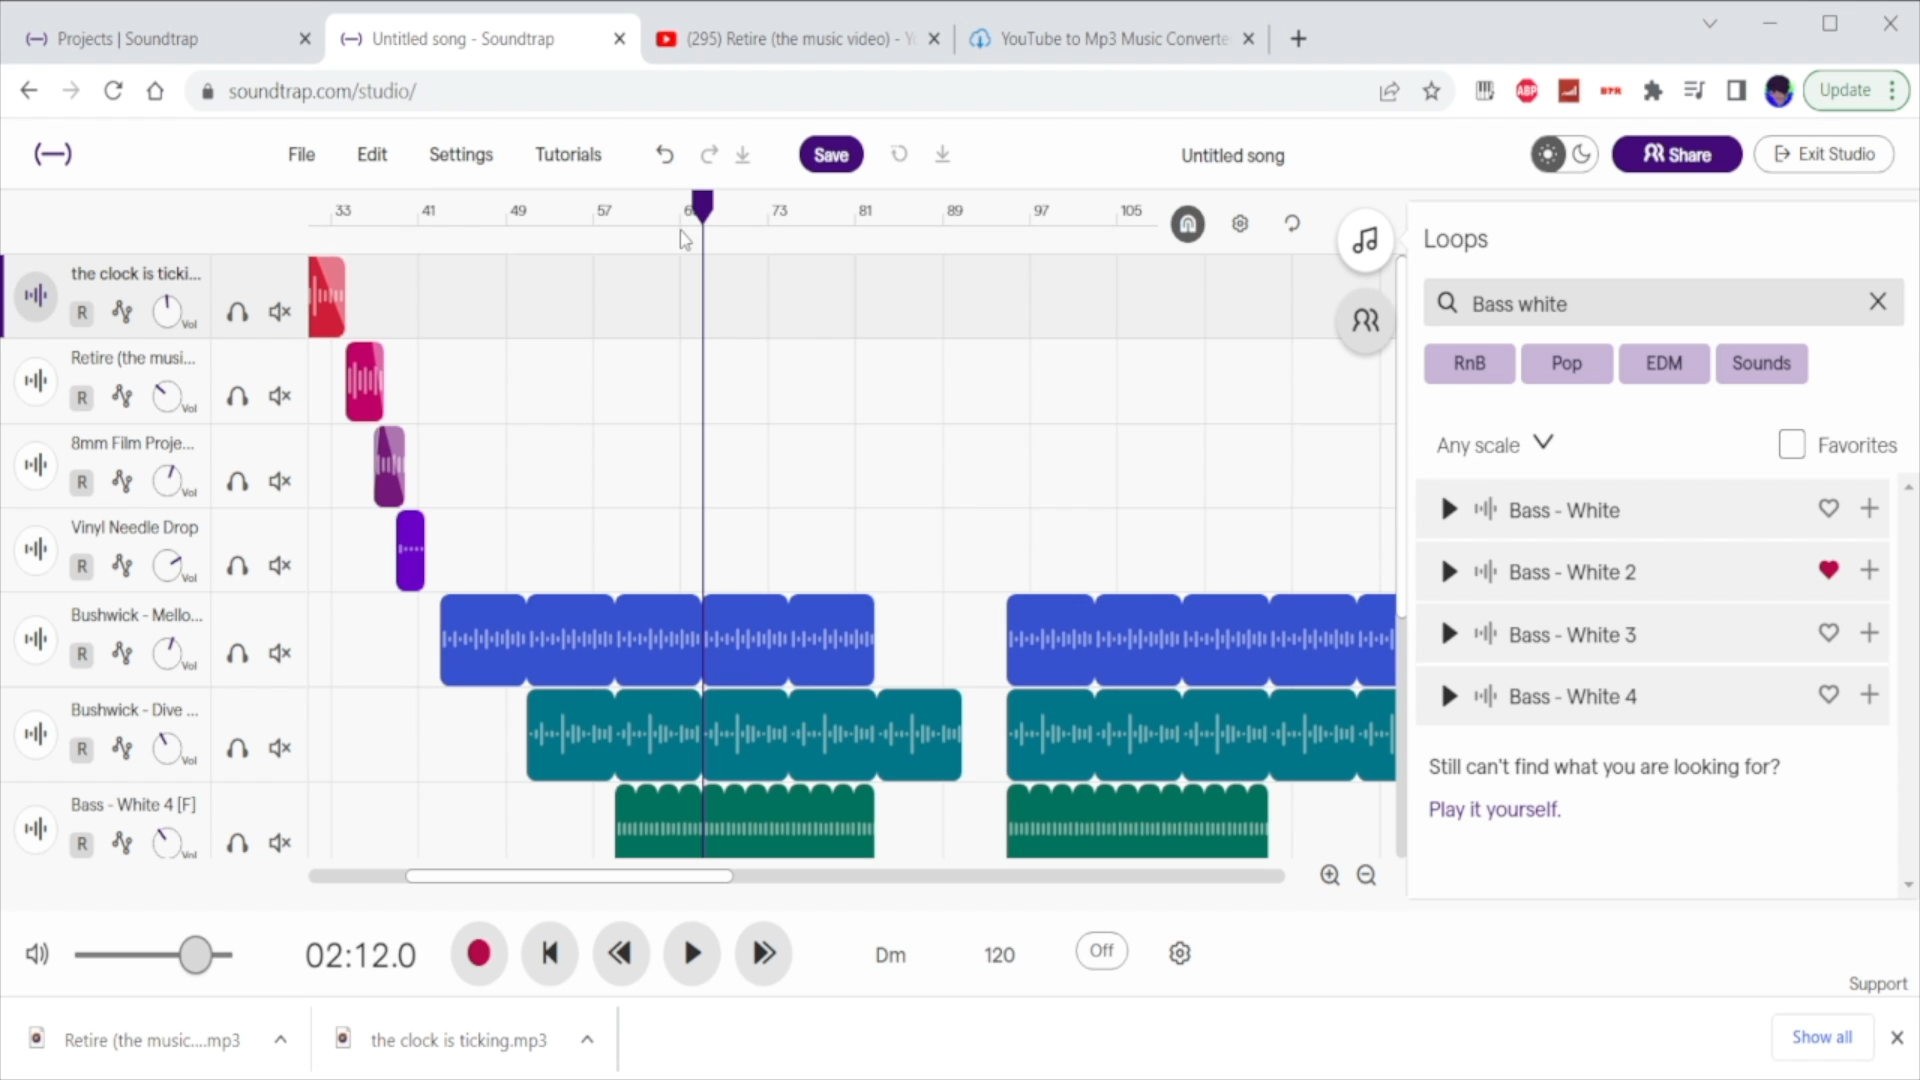 Projects | Soundtrap
Untitled song - Soundtrap
(295) Retire (the music video) -
YouTube to Mp3 Music Converte
soundtrap.com/studio/
ABP
Update
File
Edit
Settings
Tutorials
Save
Untitled song
Share
Exit Studio
33
41
49
57
73
81
89
97
105
Loops
Bass white
RnB
Pop
EDM
Sounds
Any scale
Favorites
Bass - White
Bass - White 2
Bass - White 3
Bass - White 4
Still can't find what you are looking for?
Play it yourself.
the clock is ticki...
R
Vol
Retire (the musi...
R
Vol
8mm Film Proje...
R
Vol
Vinyl Needle Drop
R
Vol
Bushwick - Mello...
R
Vol
Bushwick - Dive ...
R
Vol
Bass - White 4 [F]
R
Vol
02:12.0
Dm
120
Off
Support
Retire (the music....mp3
the clock is ticking.mp3
Show all